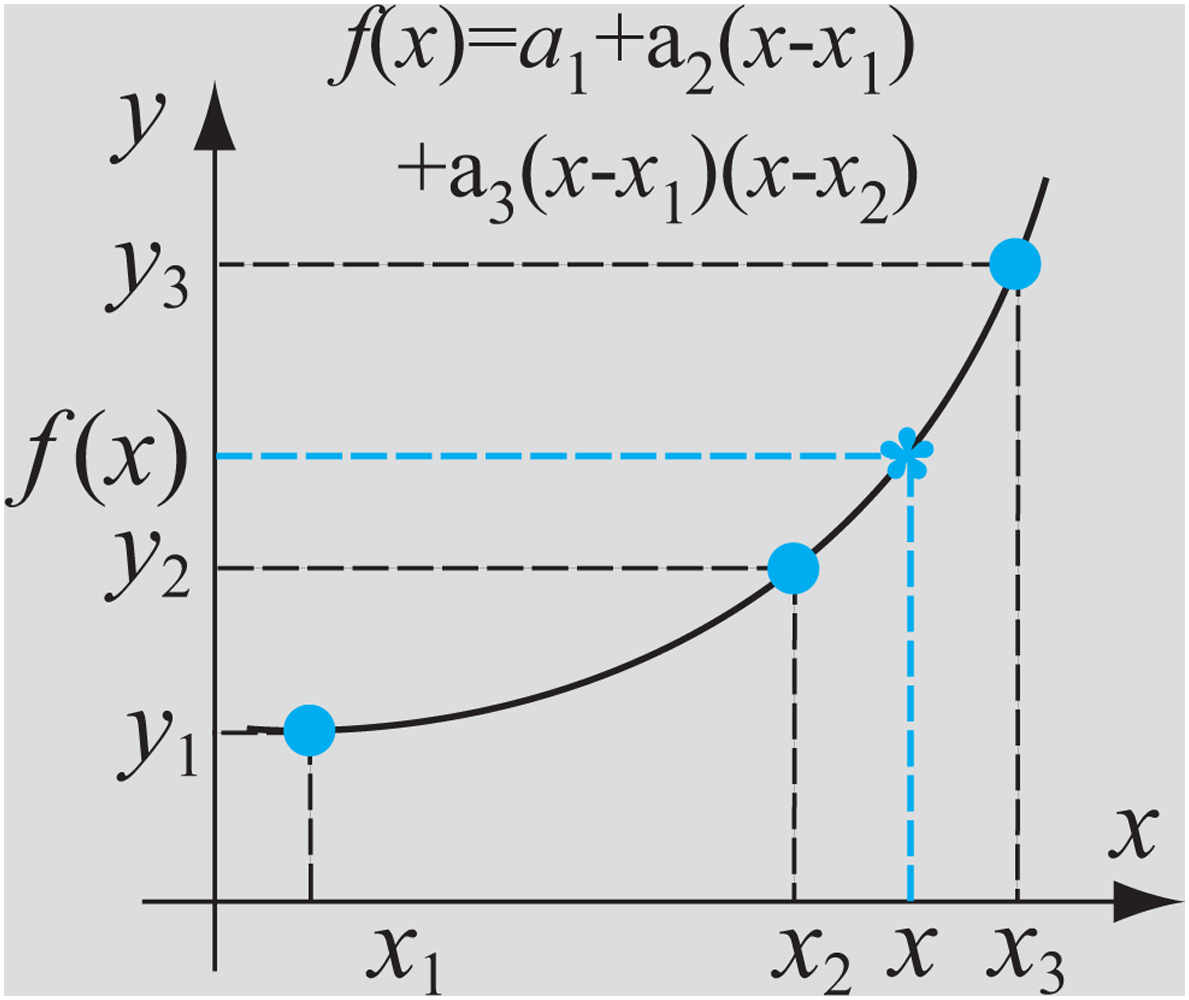 f(x)=a₁+a₂(x-x₁)
+a₃(x-x₁)(x-x₂)
y
y₃
f(x)
y₂
y₁
x
x₁ x₂ x x₃